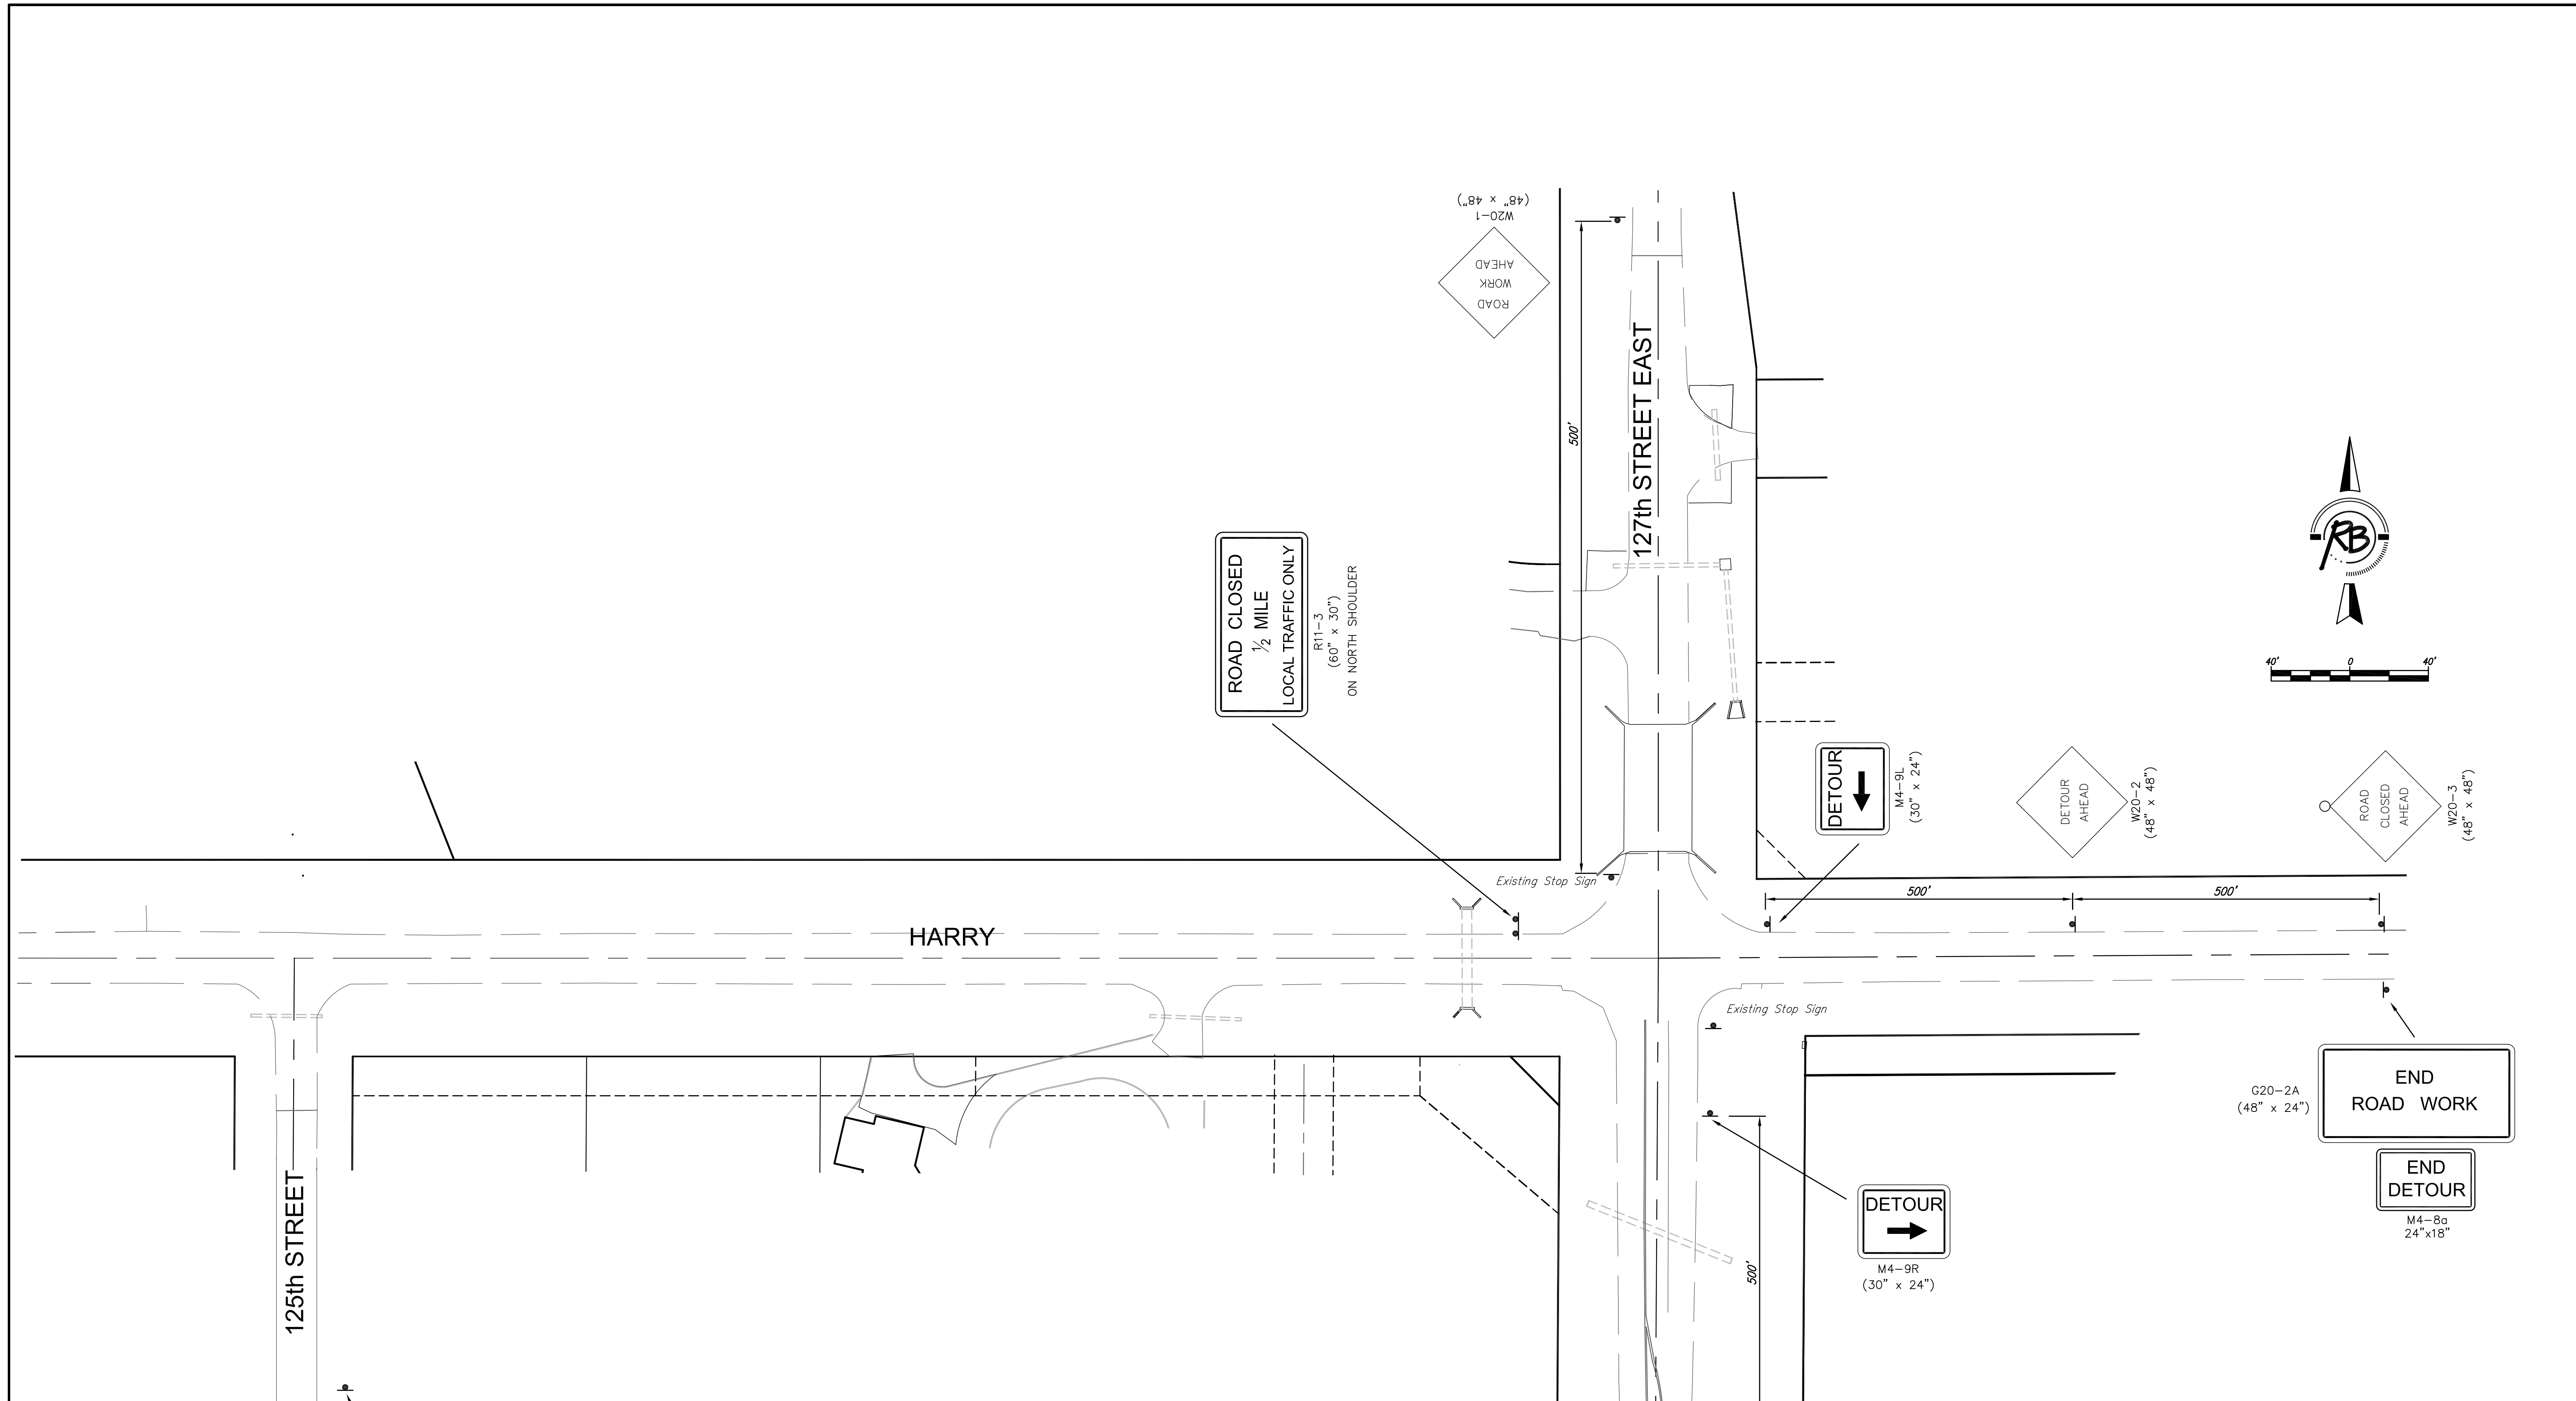 (48" x 48")
W20-1
ROAD
WORK
AHEAD
127th STREET EAST
500'
ROAD CLOSED
½ MILE
LOCAL TRAFFIC ONLY
R11-3
(60" x 30")
ON NORTH SHOULDER
RB
40' 0 40'
DETOUR
M4-9L
(30" x 24")
DETOUR
AHEAD
W20-2
(48" x 48")
ROAD
CLOSED
AHEAD
W20-3
(48" x 48")
Existing Stop Sign
500' 500'
HARRY
Existing Stop Sign
END
ROAD WORK
G20-2A
(48" x 24")
END
DETOUR
M4-8a
24"x18"
DETOUR
M4-9R
(30" x 24")
500'
125th STREET